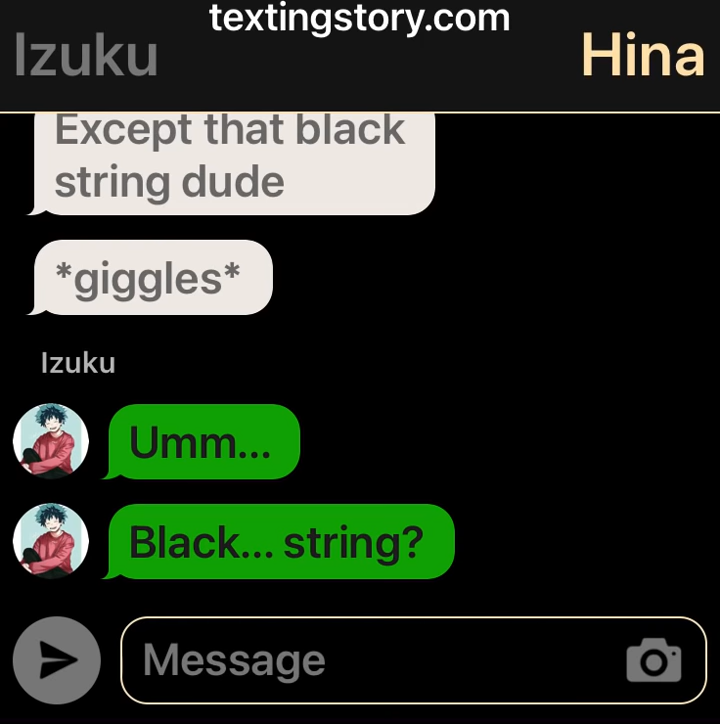 textingstory.com
Izuku
Hina
Except that black
string dude
*giggles*
Izuku
Umm...
Black... string?
Message